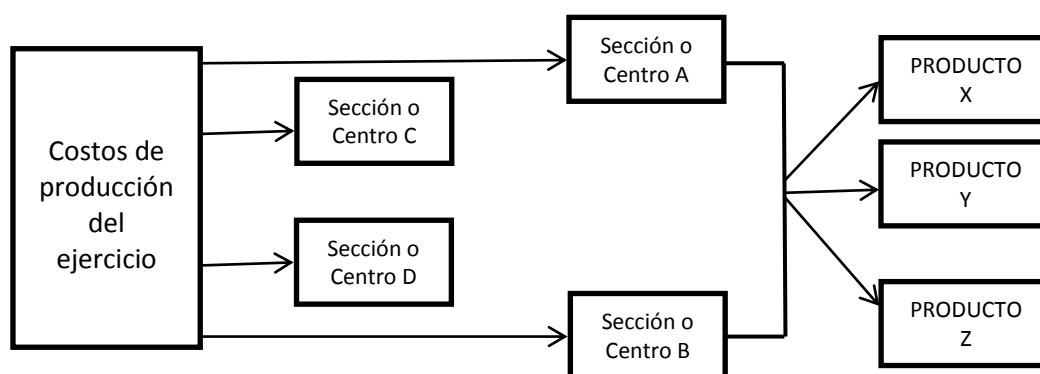 Costos de
producción
del
ejercicio
Sección o
Centro A
Sección o
Centro C
Sección o
Centro D
Sección o
Centro B
PRODUCTO
X
PRODUCTO
Y
PRODUCTO
Z